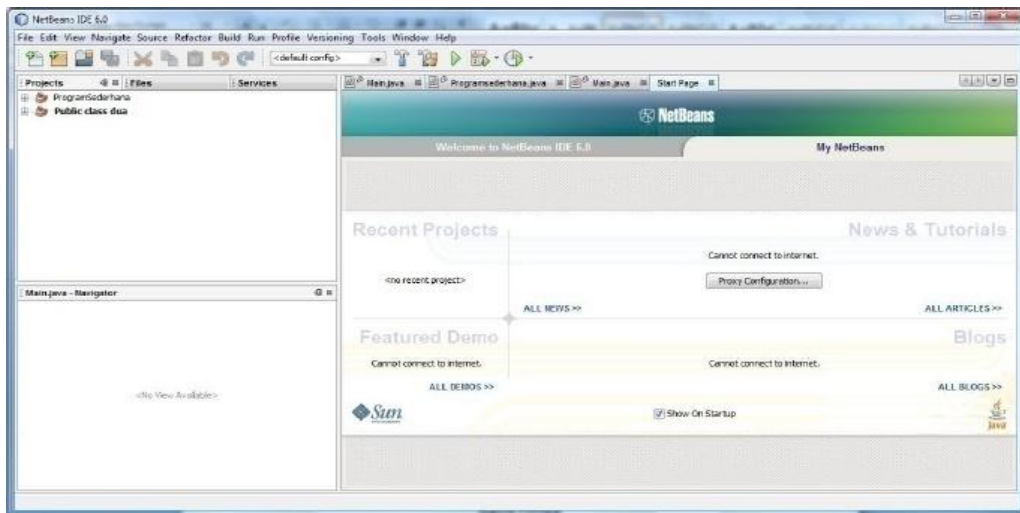 NetBeans IDE 6.0
File Edit View Navigate Source Refactor Build Run Profile Versioning Tools Window Help
<default config>
Projects Files Services
Main.java Programsederhana.java Main.java Start Page
ProgramSederhana
Public class dua
NetBeans
Welcome to NetBeans IDE 6.0 My NetBeans
Recent Projects
<no recent project>
News & Tutorials
Cannot connect to internet.
Proxy Configuration...
ALL NEWS >> ALL ARTICLES >>
Main.java - Navigator
<No View Available>
Featured Demo
Cannot connect to internet.
ALL DEMOS >>
Blogs
Cannot connect to internet.
ALL BLOGS >>
Sun
Show On Startup
Java